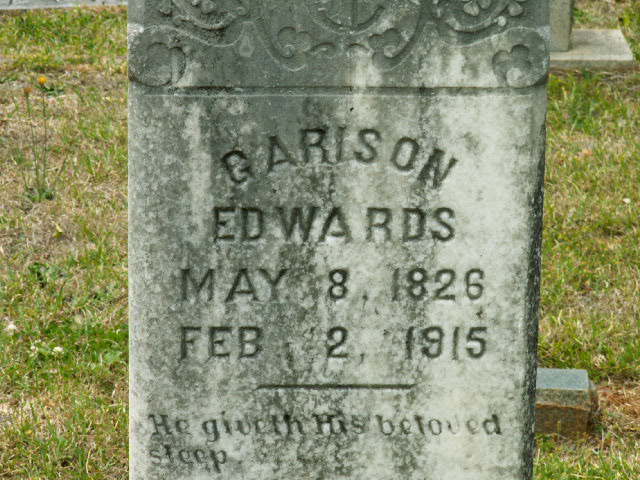 GARISON
EDWARDS
MAY 8, 1826
FEB. 2, 1915
He giveth His beloved
sleep